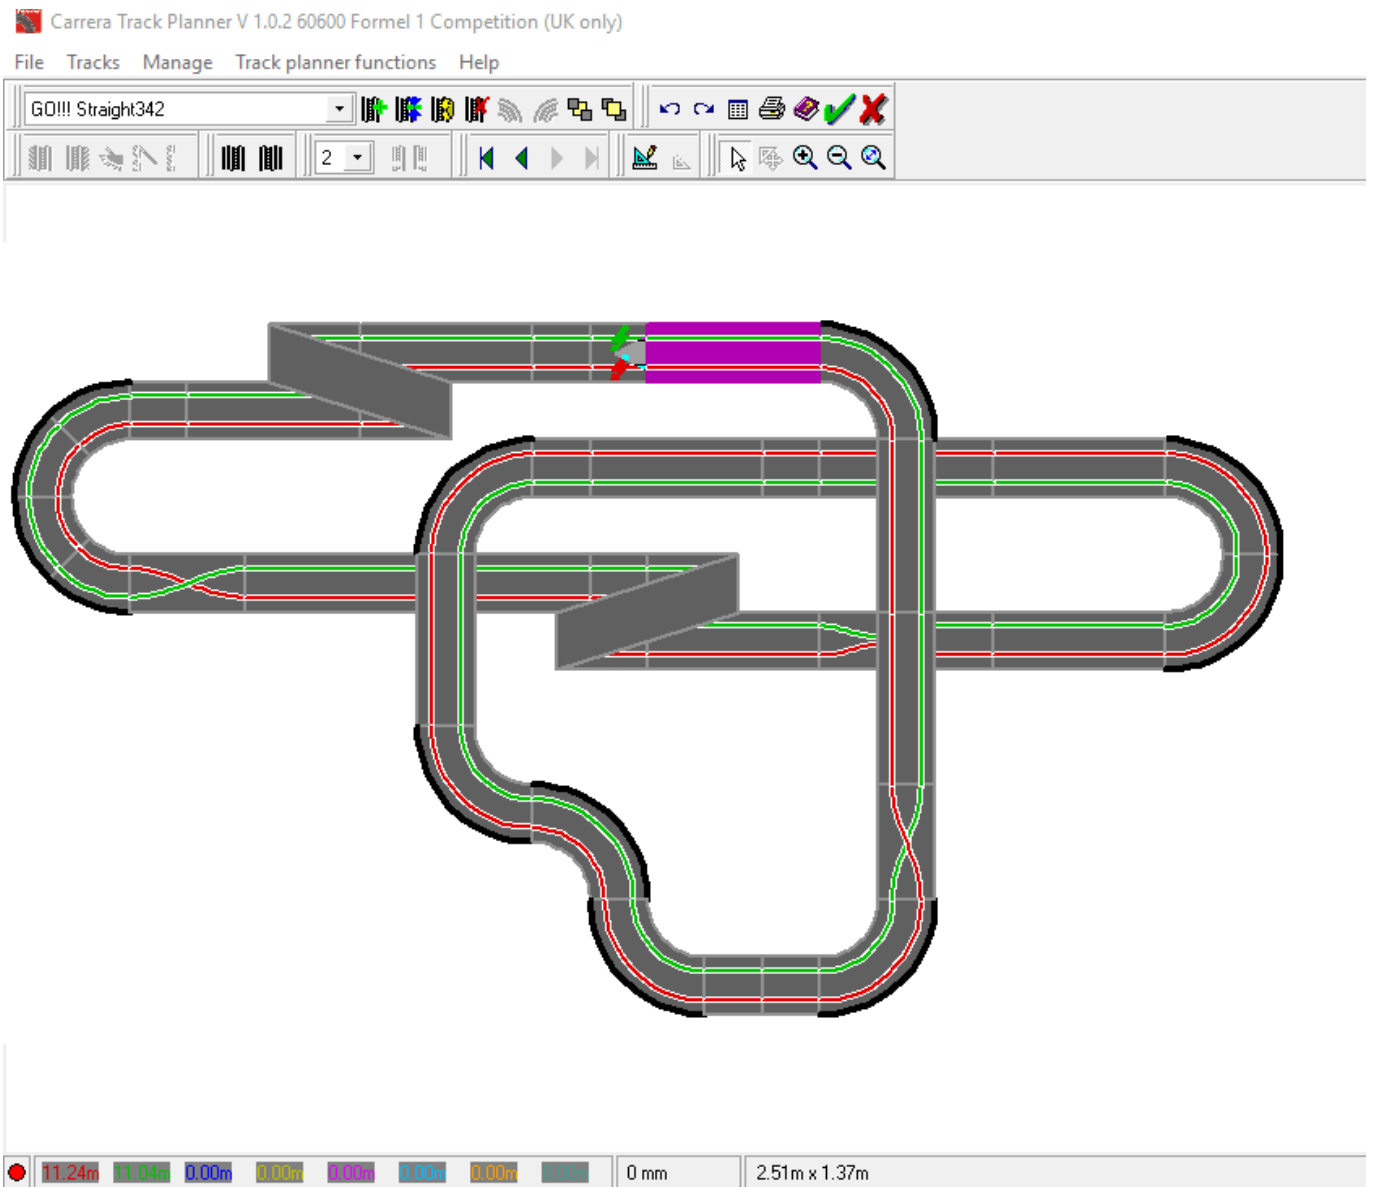 Carrera Track Planner V 1.0.2 60600 Formel 1 Competition (UK only)
File Tracks Manage Track planner functions Help
GO!!! Straight342
2
11.24m 11.04m 0.00m 0.00m 0.00m 0.00m 0.00m 0.00m 0 mm 2.51m x 1.37m